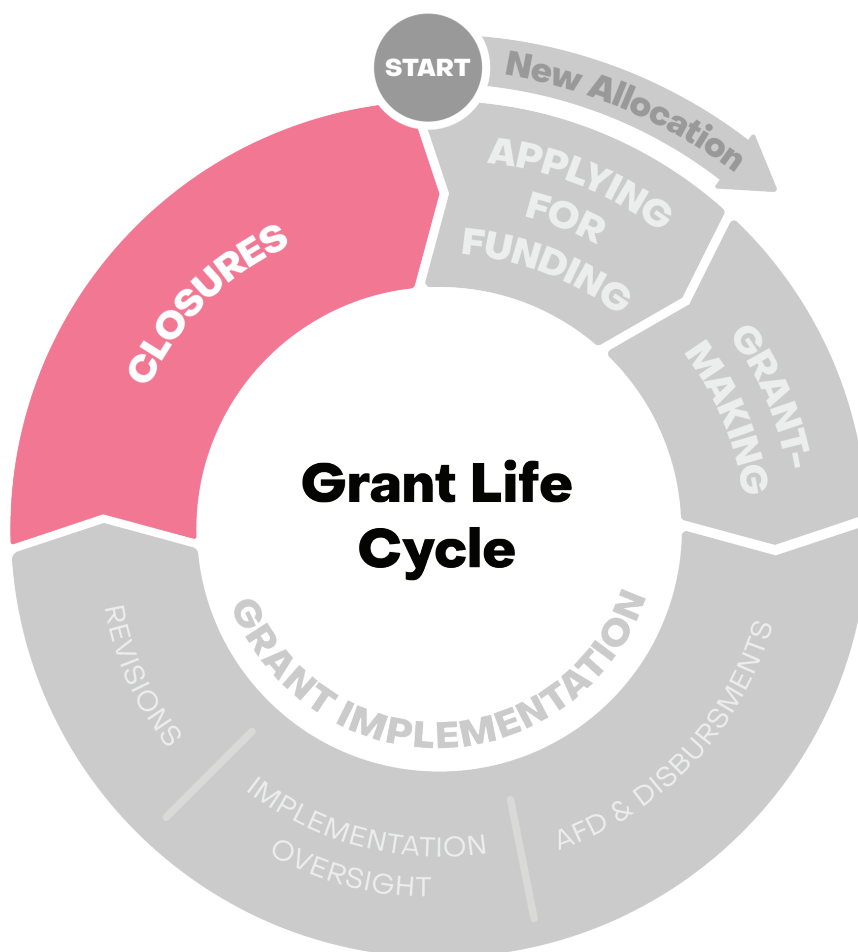 START
New Allocation
APPLYING
FOR
FUNDING
GRANT-
MAKING
AFD & DISBURSMENTS
IMPLEMENTATION
OVERSIGHT
REVISIONS
GRANT IMPLEMENTATION
CLOSURES
Grant Life
Cycle